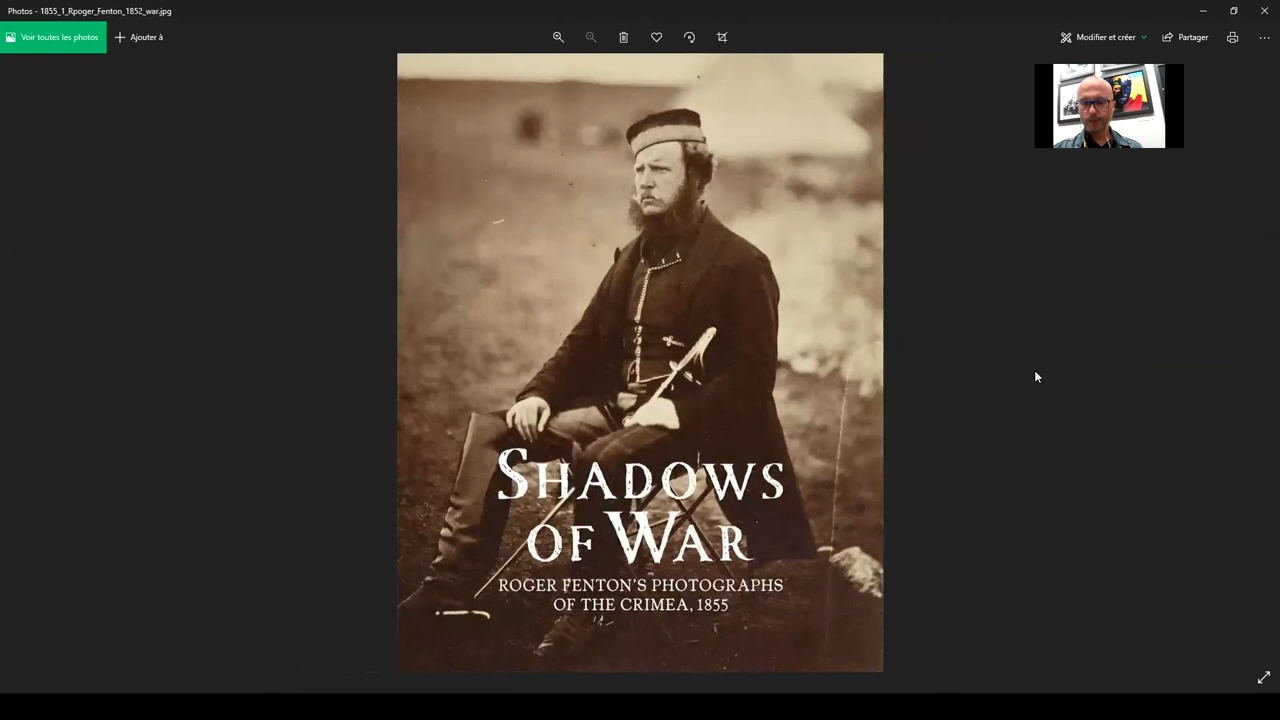 Photos - 1855_1_Rpoger_Fenton_1852_war.jpg
Voir toutes les photos
Ajouter à
Modifier et créer
Partager
SHADOWS
OF WAR
ROGER FENTON'S PHOTOGRAPHS
OF THE CRIMEA, 1855